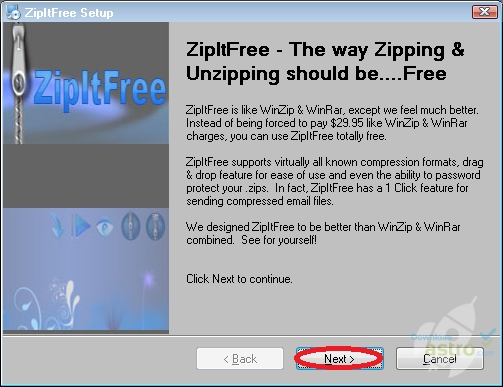 ZipItFree Setup
ZipItFree
ZipItFree - The way Zipping &
Unzipping should be....Free
ZipItFree is like WinZip & WinRar, except we feel much better.
Instead of being forced to pay $29.95 like WinZip & WinRar
charges, you can use ZipItFree totally free.
ZipItFree supports virtually all known compression formats, drag
& drop feature for ease of use and even the ability to password
protect your .zips. In fact, ZipItFree has a 1 Click feature for
sending compressed email files.
We designed ZipItFree to be better than WinZip & WinRar
combined. See for yourself!
Click Next to continue.
Download
astro
< Back
Next >
Cancel